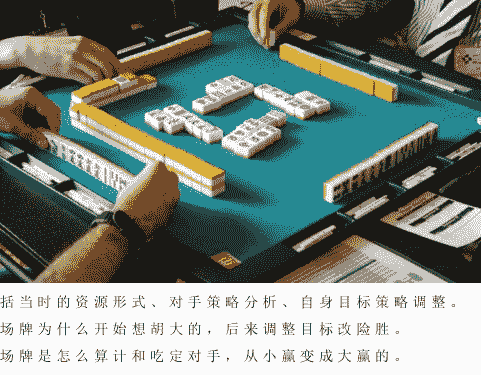 括当时的资源形式、对手策略分析、自身目标策略调整。
场牌为什么开始想胡大的，后来调整目标改险胜。
场牌是怎么算计和吃定对手，从小赢变成大赢的。